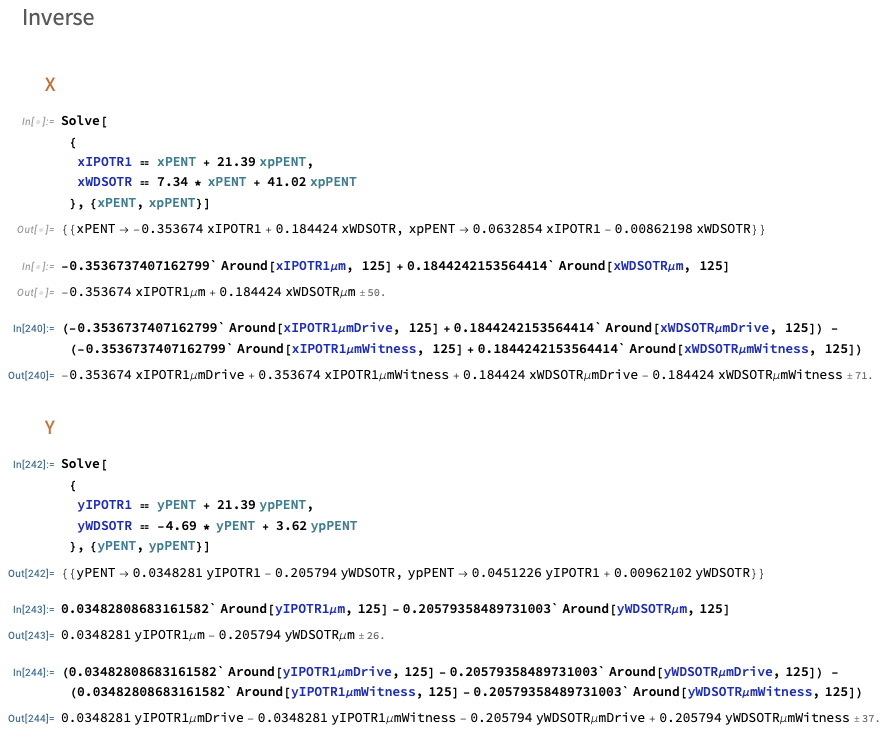 Inverse
X
In[◦]:= Solve[
{
xIPOTR1 == xPENT + 21.39 xpPENT,
xWDSOTR == 7.34 * xPENT + 41.02 xpPENT
}, {xPENT, xpPENT}]
Out[◦]= {{xPENT → -0.353674 xIPOTR1 + 0.184424 xWDSOTR, xpPENT → 0.0632854 xIPOTR1 - 0.00862198 xWDSOTR}}
In[◦]:= -0.3536737407162799` Around[xIPOTR1μm, 125] + 0.1844242153564414` Around[xWDSOTRμm, 125]
Out[◦]= -0.353674 xIPOTR1μm + 0.184424 xWDSOTRμm ± 50.
In[240]:= (-0.3536737407162799` Around[xIPOTR1μmDrive, 125] + 0.1844242153564414` Around[xWDSOTRμmDrive, 125]) -
(-0.3536737407162799` Around[xIPOTR1μmWitness, 125] + 0.1844242153564414` Around[xWDSOTRμmWitness, 125])
Out[240]= -0.353674 xIPOTR1μmDrive + 0.353674 xIPOTR1μmWitness + 0.184424 xWDSOTRμmDrive - 0.184424 xWDSOTRμmWitness ± 71.
Y
In[242]:= Solve[
{
yIPOTR1 == yPENT + 21.39 ypPENT,
yWDSOTR == -4.69 * yPENT + 3.62 ypPENT
}, {yPENT, ypPENT}]
Out[242]= {{yPENT → 0.0348281 yIPOTR1 - 0.205794 yWDSOTR, ypPENT → 0.0451226 yIPOTR1 + 0.00962102 yWDSOTR}}
In[243]:= 0.03482808683161582` Around[yIPOTR1μm, 125] - 0.20579358489731003` Around[yWDSOTRμm, 125]
Out[243]= 0.0348281 yIPOTR1μm - 0.205794 yWDSOTRμm ± 26.
In[244]:= (0.03482808683161582` Around[yIPOTR1μmDrive, 125] - 0.20579358489731003` Around[yWDSOTRμmDrive, 125]) -
(0.03482808683161582` Around[yIPOTR1μmWitness, 125] - 0.20579358489731003` Around[yWDSOTRμmWitness, 125])
Out[244]= 0.0348281 yIPOTR1μmDrive - 0.0348281 yIPOTR1μmWitness - 0.205794 yWDSOTRμmDrive + 0.205794 yWDSOTRμmWitness ± 37.